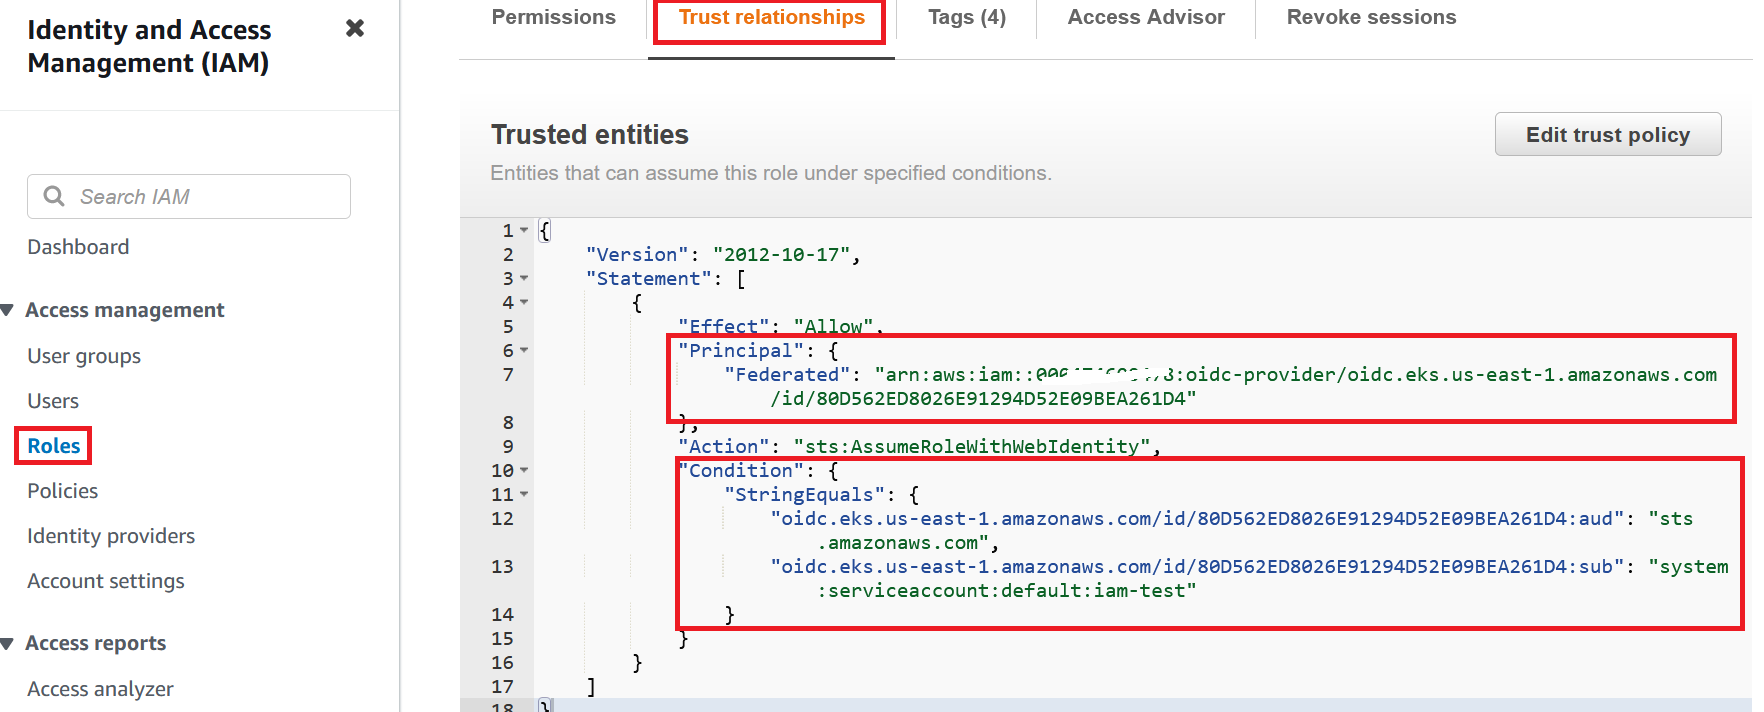 Identity and Access
Management (IAM)
Search IAM
Dashboard
Access management
User groups
Users
Roles
Policies
Identity providers
Account settings
Access reports
Access analyzer
Permissions
Trust relationships
Tags (4)
Access Advisor
Revoke sessions
Trusted entities
Edit trust policy
Entities that can assume this role under specified conditions.
1 {
2 "Version": "2012-10-17",
3 "Statement": [
4 {
5 "Effect": "Allow",
6 "Principal": {
7 "Federated": "arn:aws:iam:: :oidc-provider/oidc.eks.us-east-1.amazonaws.com
/id/80D562ED8026E91294D52E09BEA261D4"
8 },
9 "Action": "sts:AssumeRoleWithWebIdentity",
10 "Condition": {
11 "StringEquals": {
12 "oidc.eks.us-east-1.amazonaws.com/id/80D562ED8026E91294D52E09BEA261D4:aud": "sts
.amazonaws.com",
13 "oidc.eks.us-east-1.amazonaws.com/id/80D562ED8026E91294D52E09BEA261D4:sub": "system
:serviceaccount:default:iam-test"
14 }
15 }
16 }
17 ]
18 }